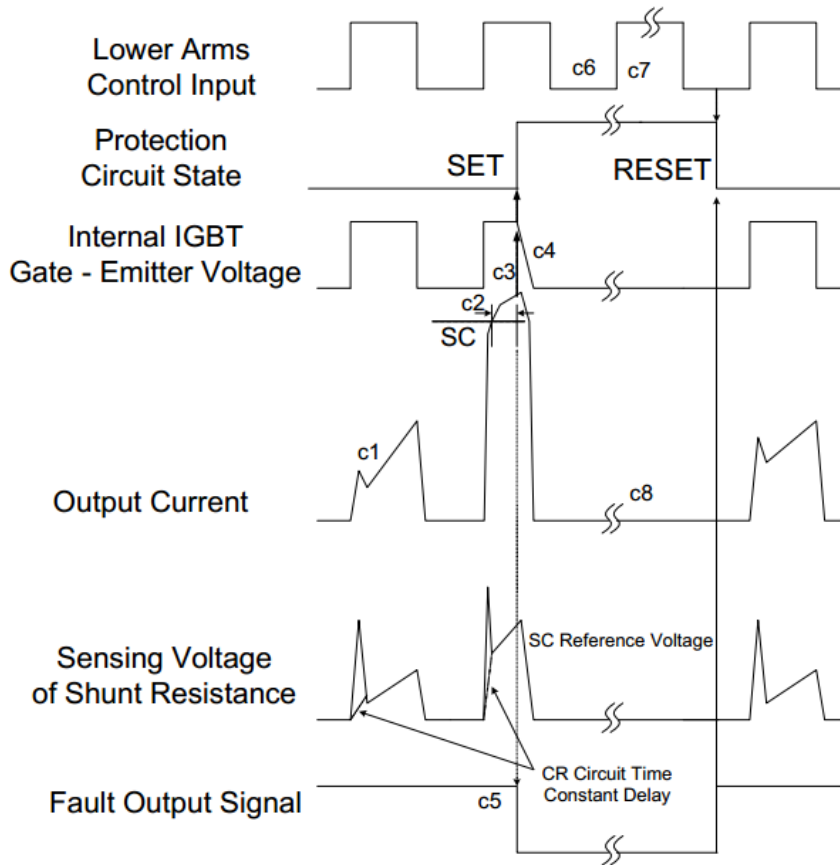 Lower Arms
Control Input
c6
c7
Protection
Circuit State
SET
RESET
Internal IGBT
Gate - Emitter Voltage
c4
c3
c2
SC
c1
c8
Output Current
SC Reference Voltage
Sensing Voltage
of Shunt Resistance
CR Circuit Time
Constant Delay
Fault Output Signal
c5